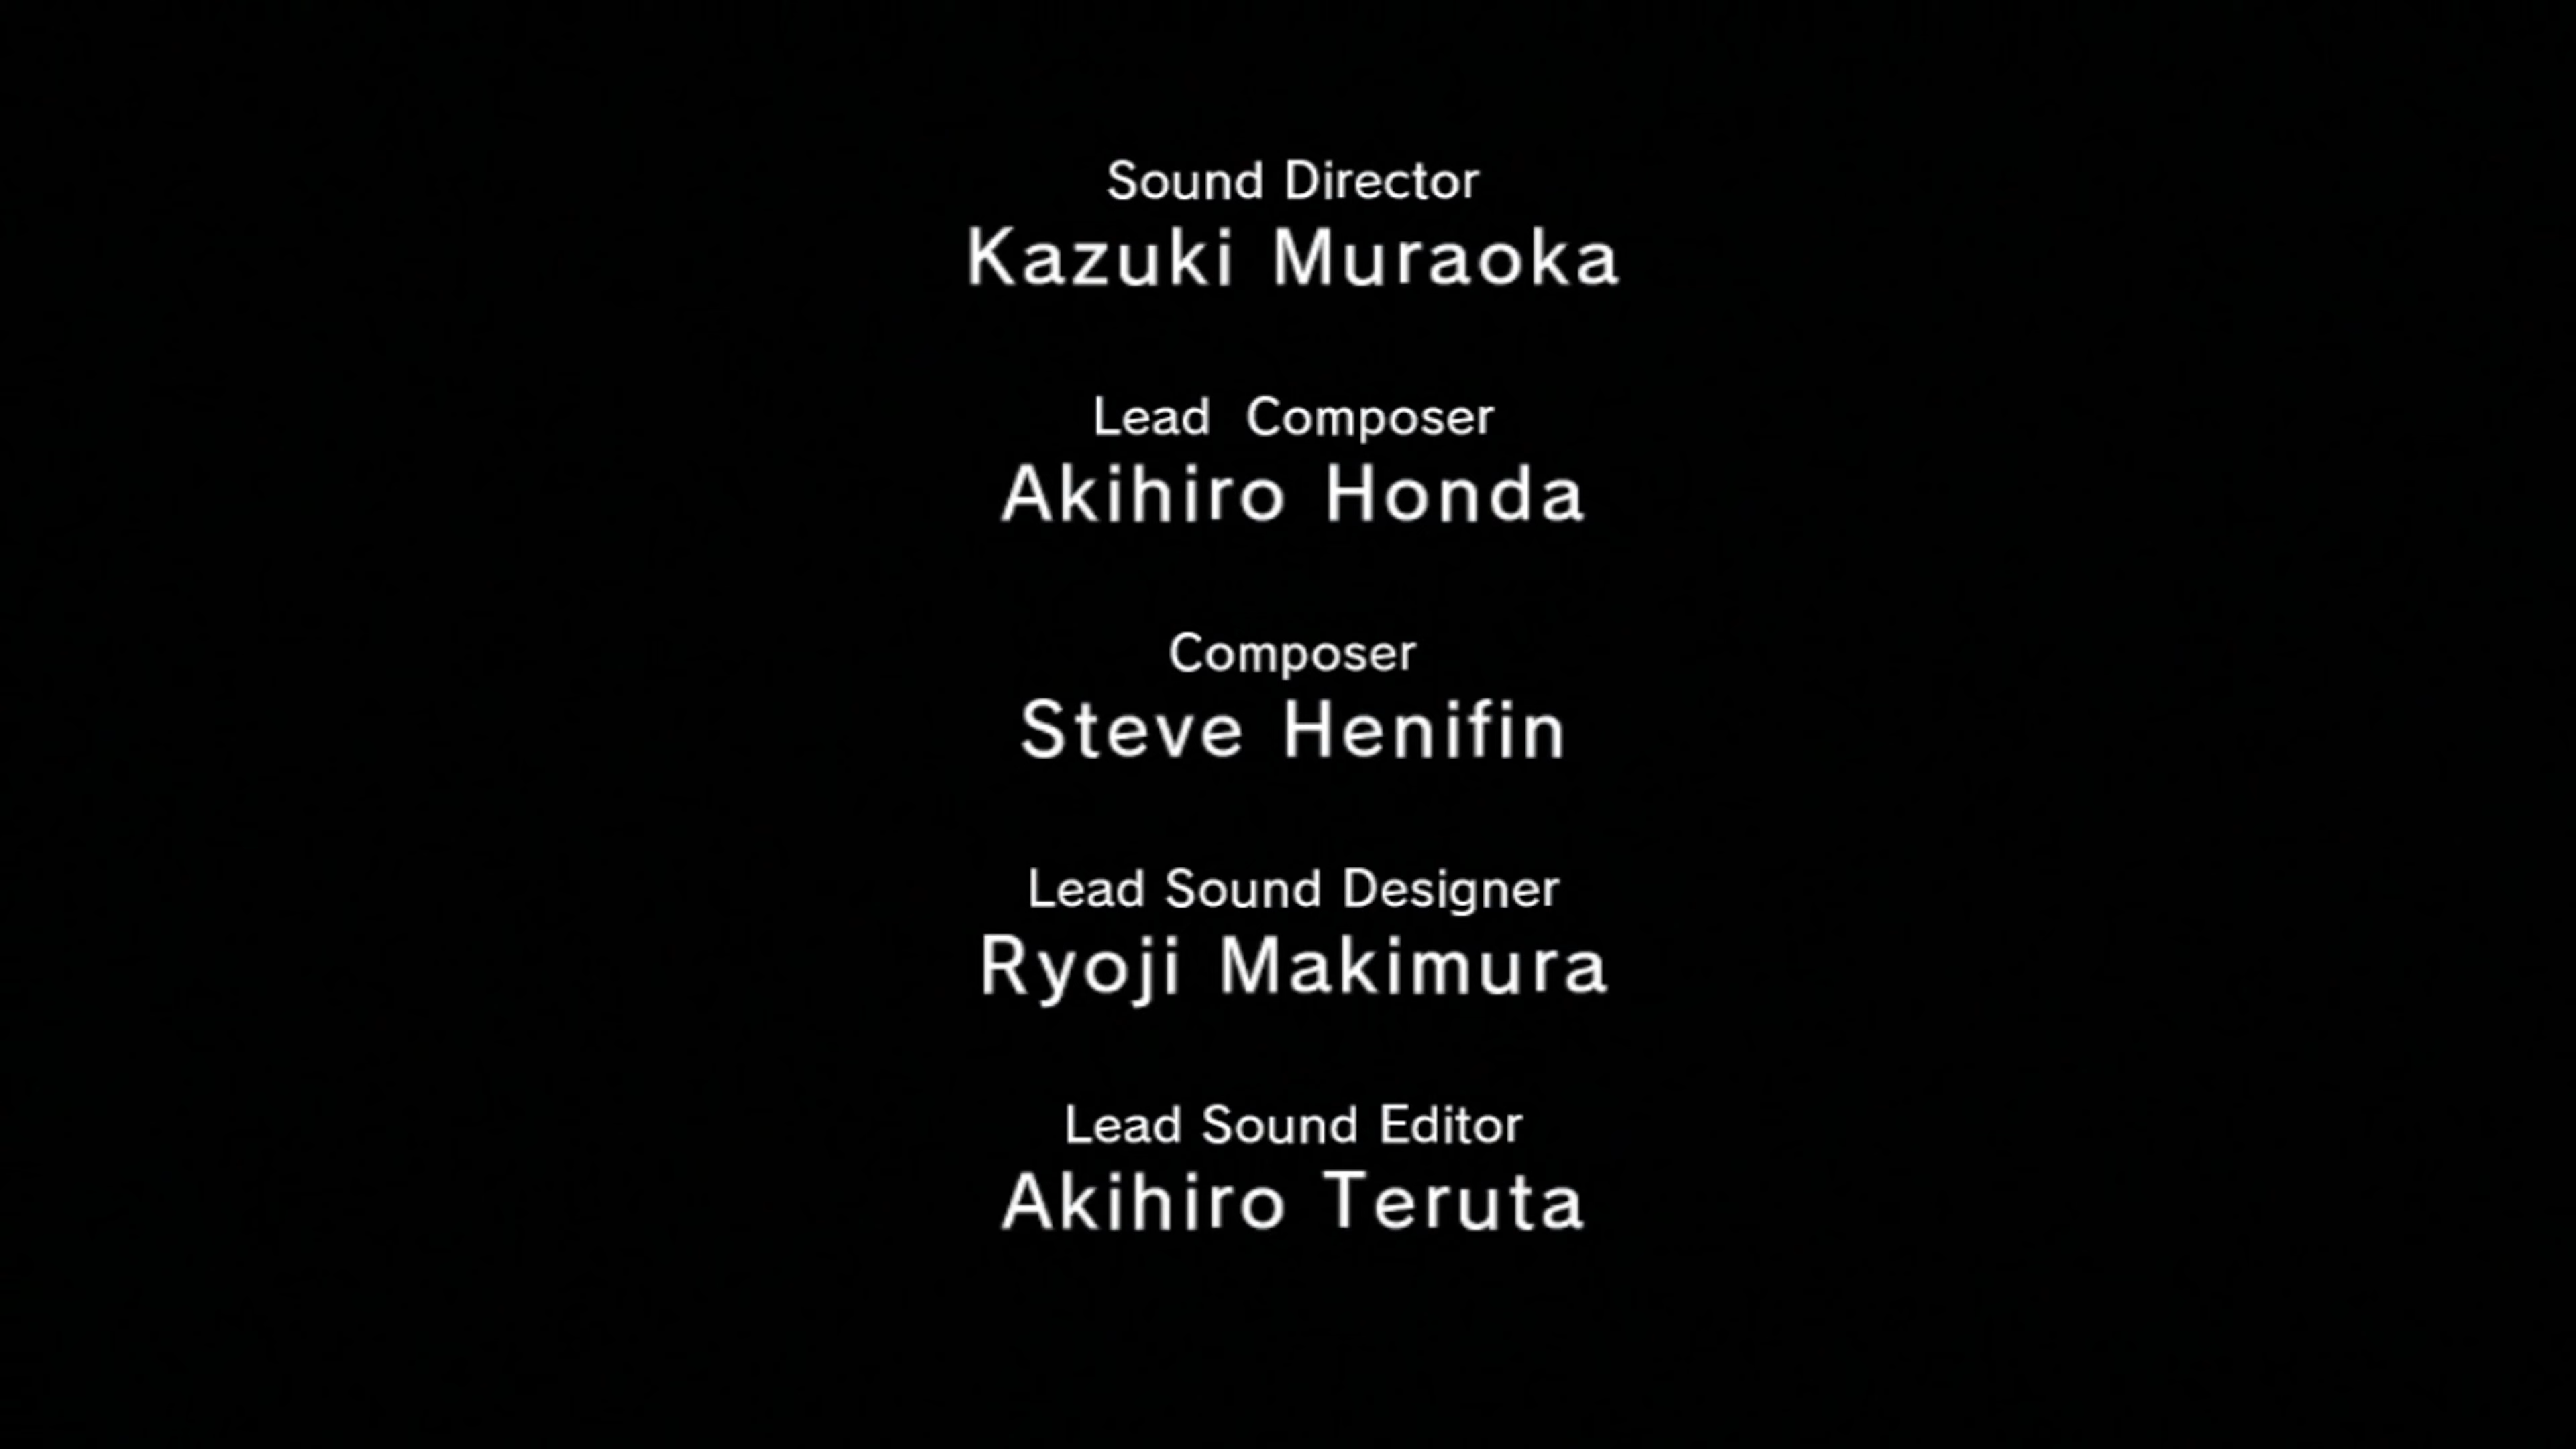 Sound Director
Kazuki Muraoka
Lead Composer
Akihiro Honda
Composer
Steve Henifin
Lead Sound Designer
Ryoji Makimura
Lead Sound Editor
Akihiro Teruta